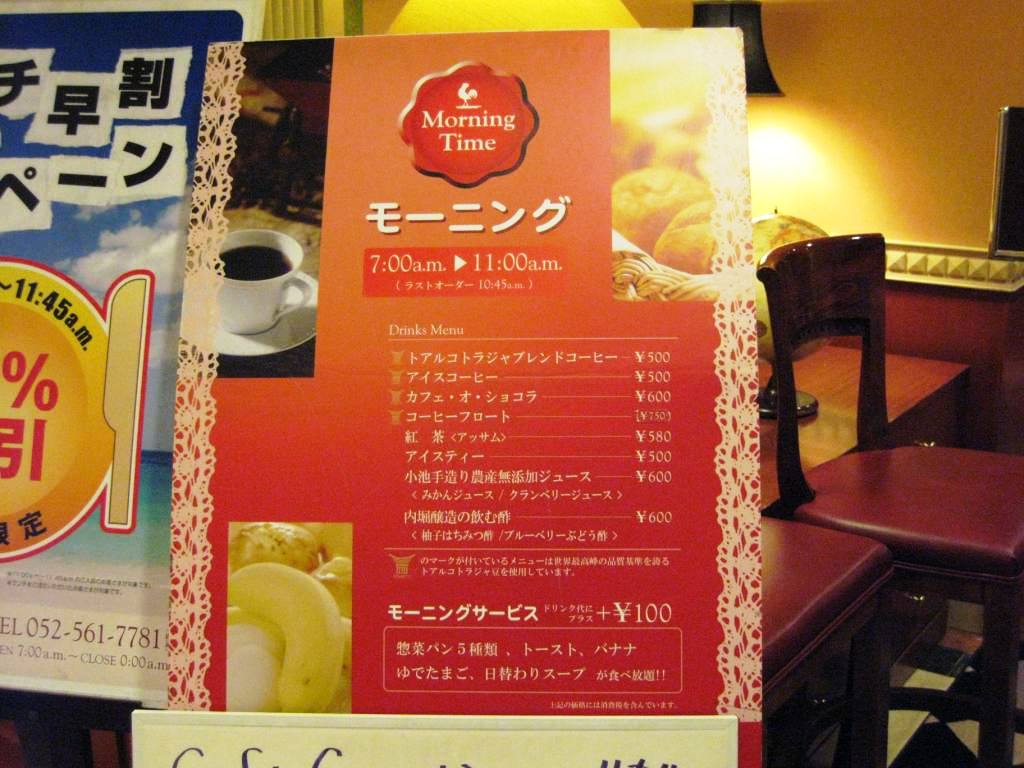 チ早割
ペーン
～11:45a.m.
%
引
限定
TEL 052-561-7781
OPEN 7:00a.m.～CLOSE 0:00a.m.
Morning
Time
モーニング
7:00a.m. ▶ 11:00a.m.
( ラストオーダー 10:45a.m. )
Drinks Menu
トアルコトラジャブレンドコーヒー ¥500
アイスコーヒー ¥500
カフェ・オ・ショコラ ¥600
コーヒーフロート [¥750]
紅 茶 <アッサム> ¥580
アイスティー ¥500
小池手造り農産無添加ジュース ¥600
< みかんジュース / クランベリージュース >
内堀醸造の飲む酢 ¥600
< 柚子はちみつ酢 /ブルーベリーぶどう酢 >
のマークが付いているメニューは世界最高峰の品質基準を誇る
トアルコトラジャ豆を使用しています。
モーニングサービス ドリンク代に プラス +¥100
惣菜パン5種類 、トースト、バナナ
ゆでたまご、日替わりスープ が食べ放題!!
上記の価格には消費税を含んでいます。